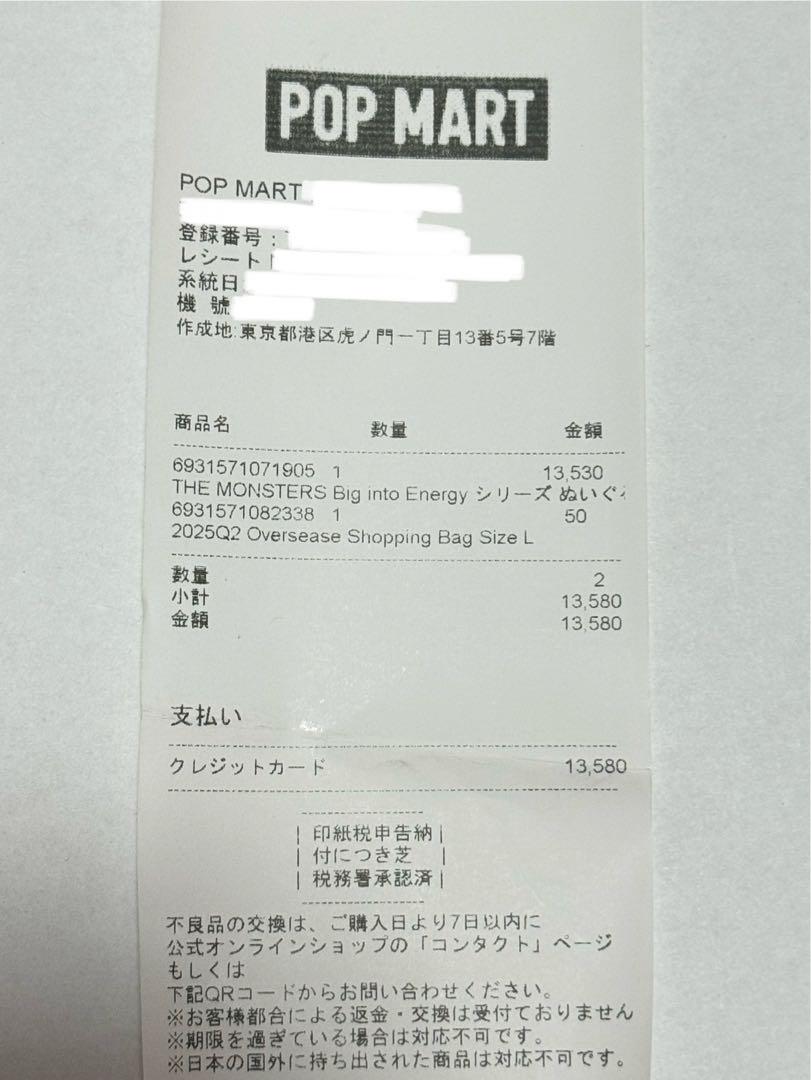 POP MART
POP MART
登録番号:
レシート
系統日
機 號
作成地:東京都港区虎ノ門一丁目13番5号7階
商品名 数量 金額
6931571071905 1 13,530
THE MONSTERS Big into Energy シリーズ ぬいぐ
6931571082338 1 50
2025Q2 Oversease Shopping Bag Size L
數量 2
小計 13,580
金額 13,580
支払い
クレジットカード 13,580
印紙税申告納
付につき芝
税務署承認済
不良品の交換は、ご購入日より7日以内に
公式オンラインショップの「コンタクト」ページ
もしくは
下記QRコードからお問い合わせください。
※お客様都合による返金・交換は受付ておりません
※期限を過ぎている場合は対応不可です。
※日本の国外に持ち出された商品は対応不可です。